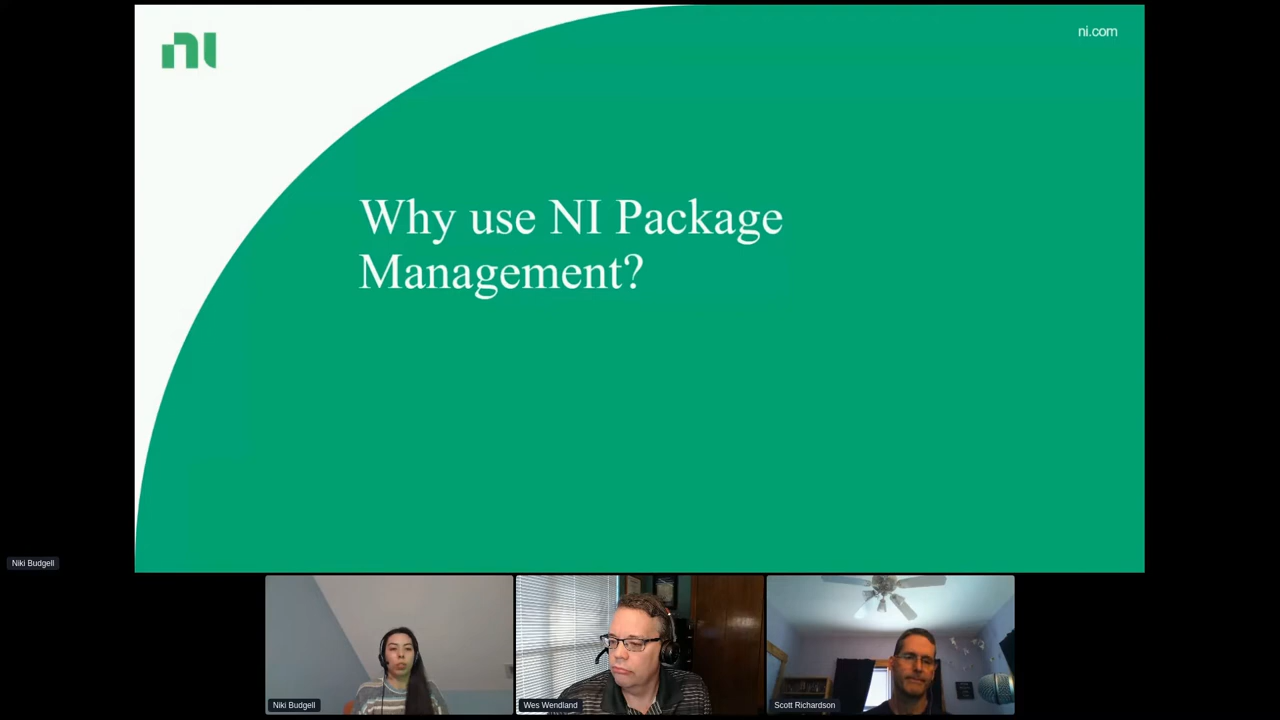 ni
ni.com
Why use NI Package
Management?
Niki Budgell
Niki Budgell
Wes Wendland
Scott Richardson